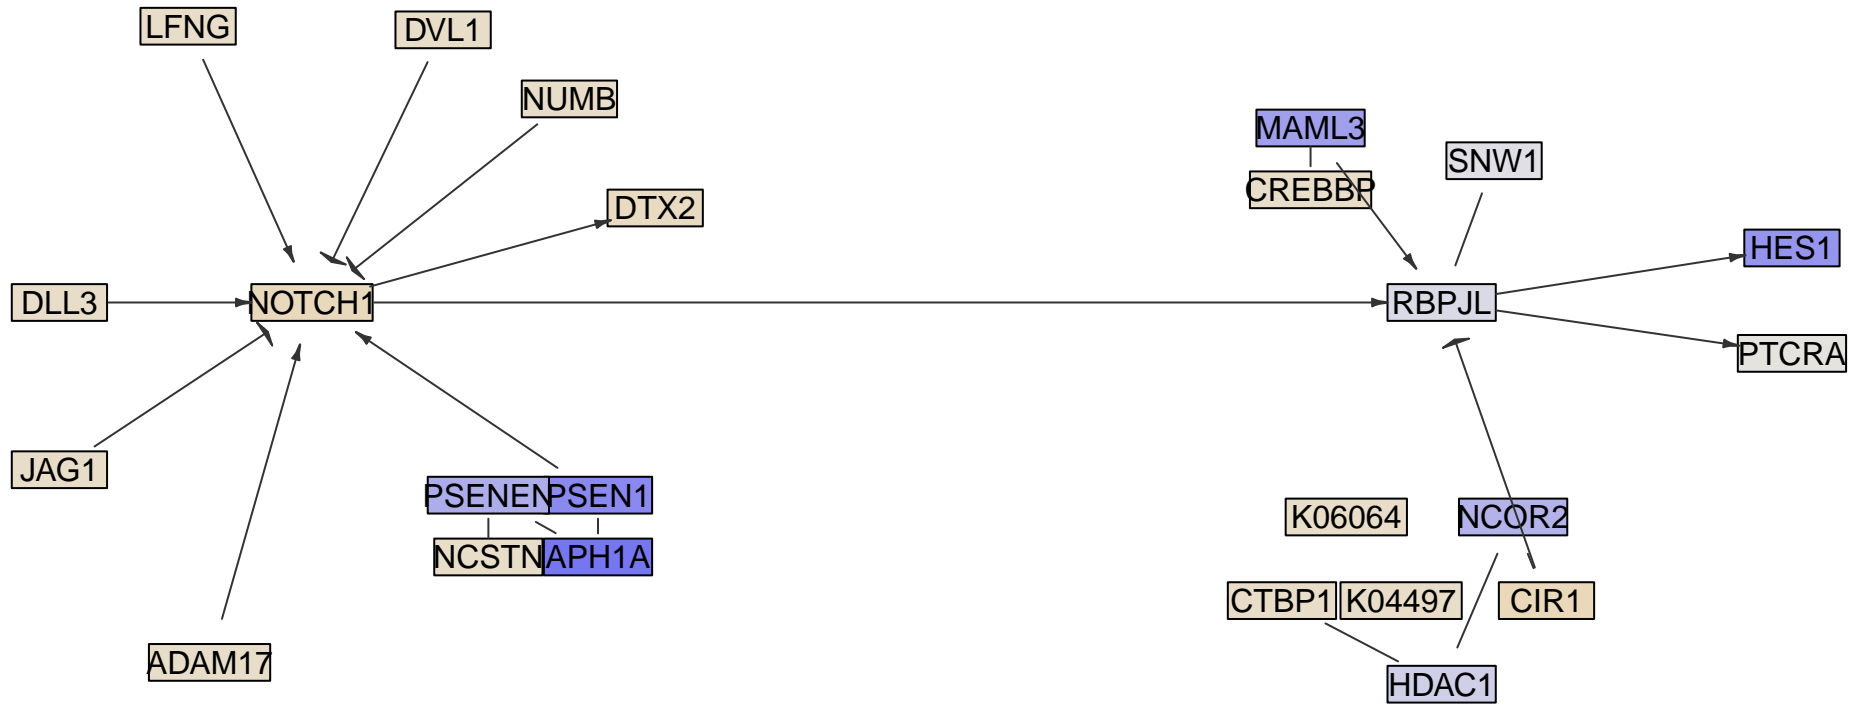 LFNG
DVL1
NUMB
MAML3
SNW1
CREBBP
DTX2
HES1
DLL3
NOTCH1
RBPJL
PTCRA
JAG1
PSENEN
PSEN1
K06064
NCOR2
NCSTN
APH1A
CTBP1
K04497
CIR1
ADAM17
HDAC1